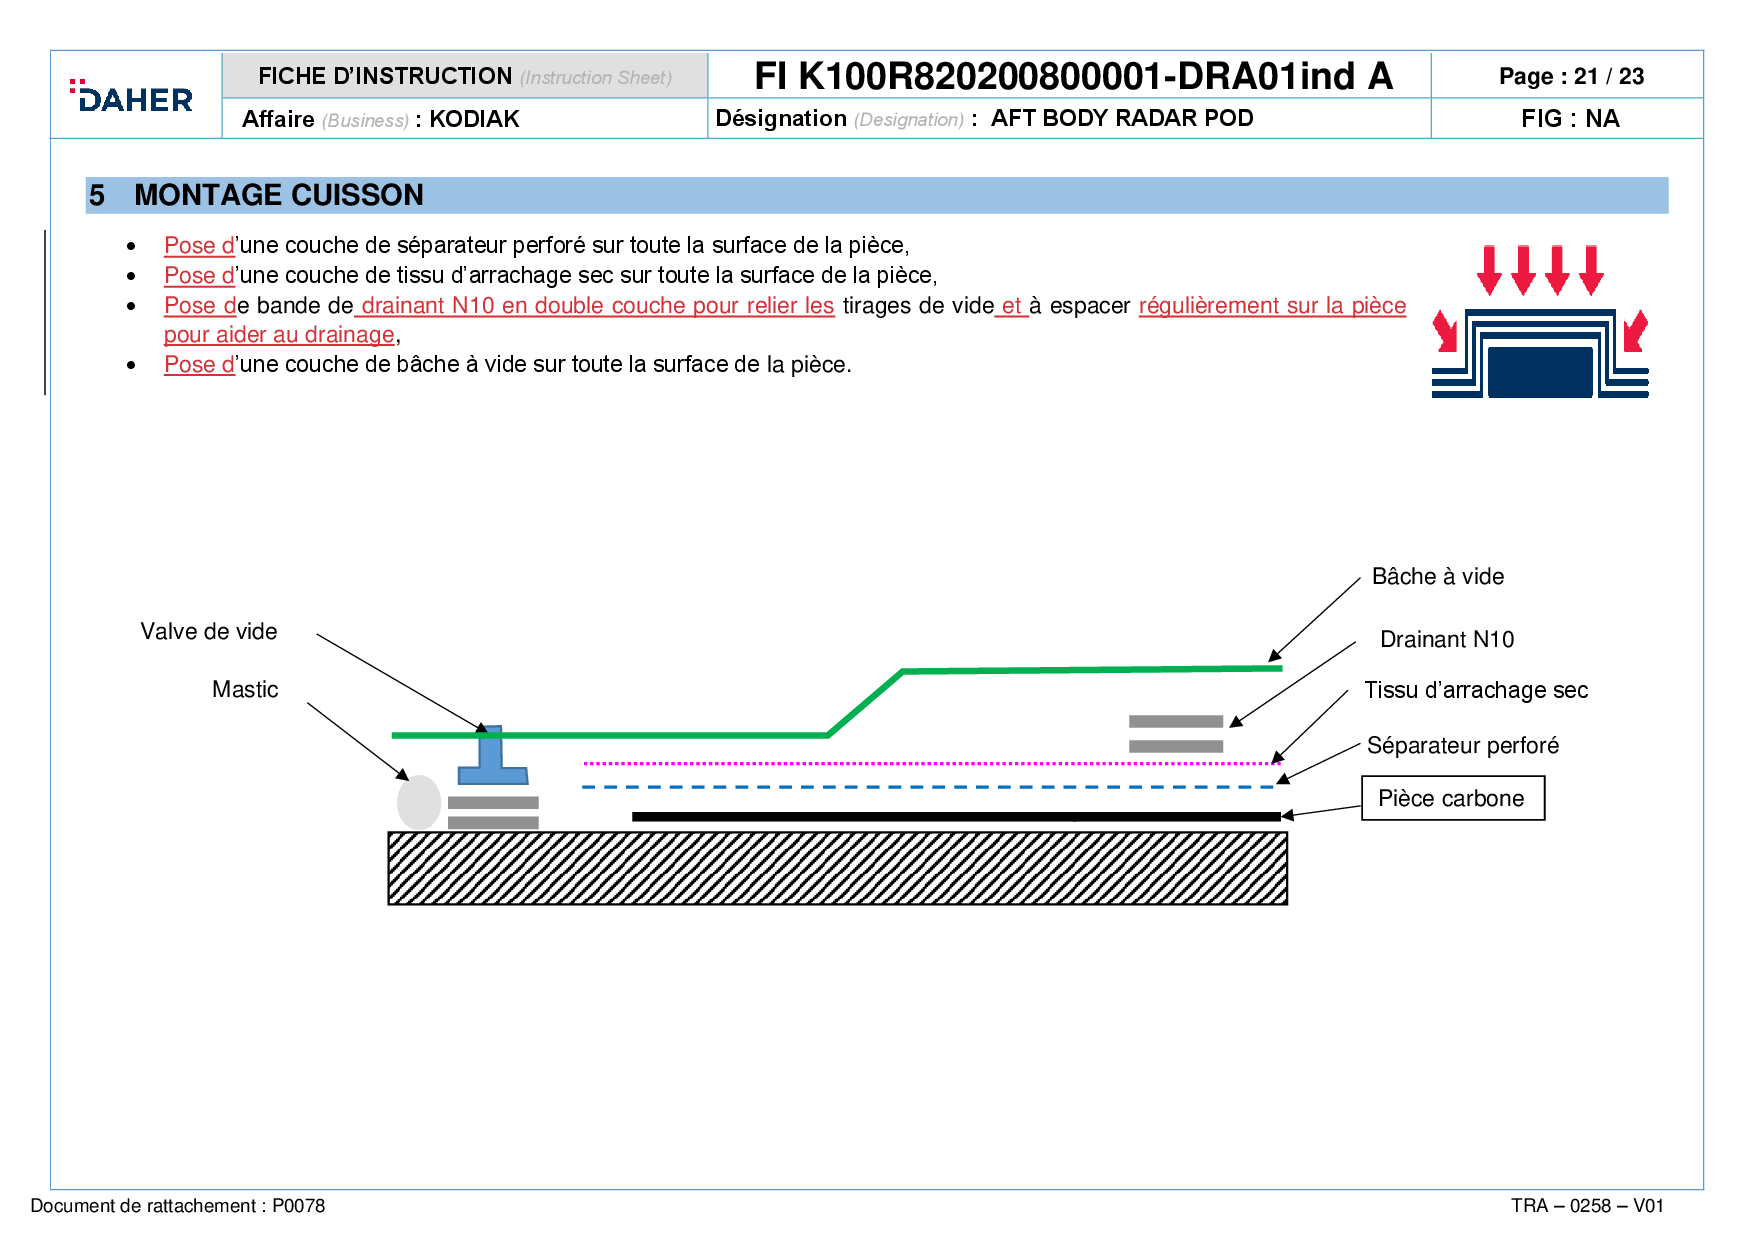 DAHER
FICHE D’INSTRUCTION (Instruction Sheet)
FI K100R820200800001-DRA01ind A
Page : 21 / 23
Affaire (Business) : KODIAK
Désignation (Designation) : AFT BODY RADAR POD
FIG : NA
5 MONTAGE CUISSON
• Pose d’une couche de séparateur perforé sur toute la surface de la pièce,
• Pose d’une couche de tissu d’arrachage sec sur toute la surface de la pièce,
• Pose de bande de drainant N10 en double couche pour relier les tirages de vide et à espacer régulièrement sur la pièce
pour aider au drainage,
• Pose d’une couche de bâche à vide sur toute la surface de la pièce.
Bâche à vide
Valve de vide
Drainant N10
Mastic
Tissu d’arrachage sec
Séparateur perforé
Pièce carbone
Document de rattachement : P0078
TRA – 0258 – V01